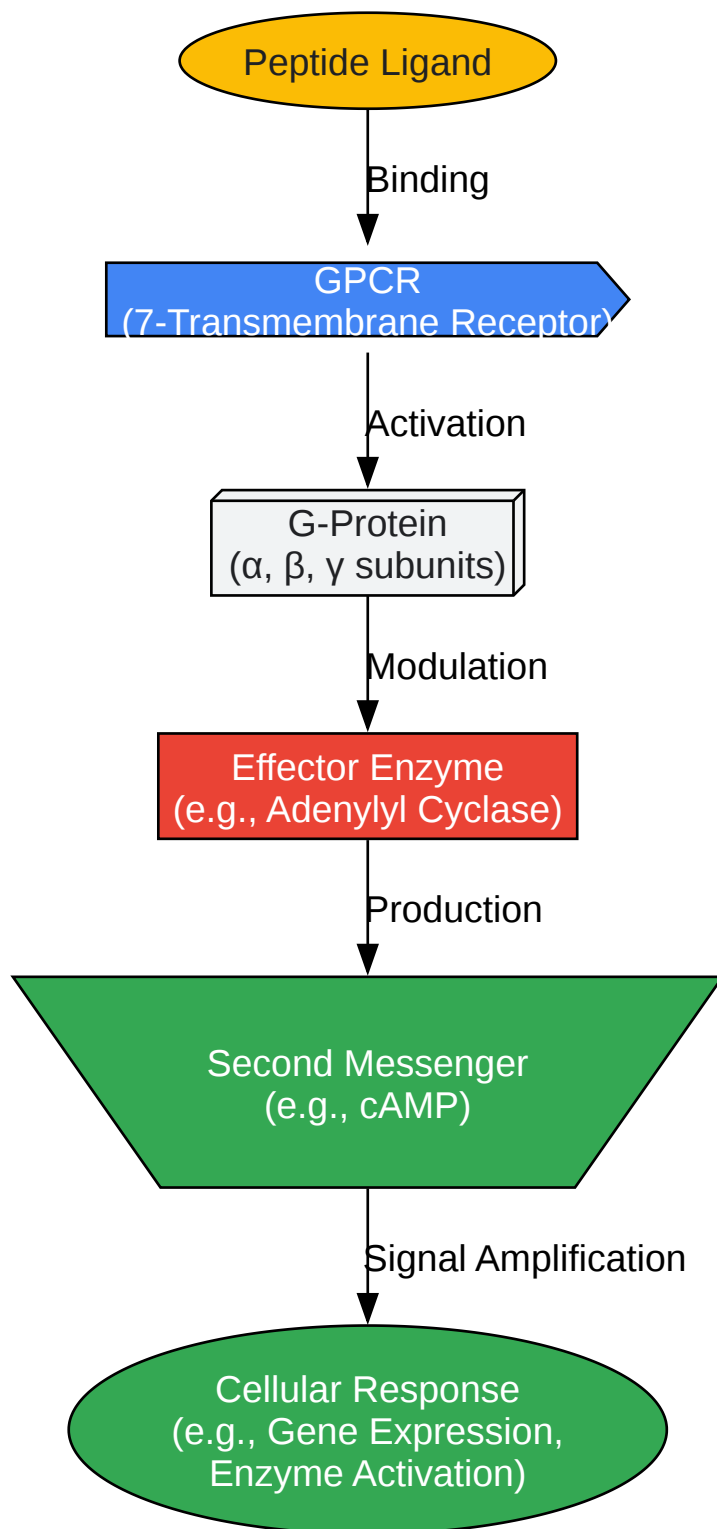 Peptide Ligand
Binding
GPCR
(7-Transmembrane Receptor)
Activation
G-Protein
(α, β, γ subunits)
Modulation
Effector Enzyme
(e.g., Adenylyl Cyclase)
Production
Second Messenger
(e.g., cAMP)
Signal Amplification
Cellular Response
(e.g., Gene Expression,
Enzyme Activation)